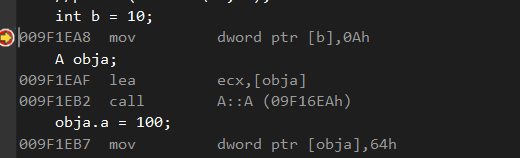 int b = 10;
009F1EA8 mov dword ptr [b],0Ah
A obja;
009F1EAF lea ecx,[obja]
009F1EB2 call A::A (09F16EAh)
obja.a = 100;
009F1EB7 mov dword ptr [obja],64h